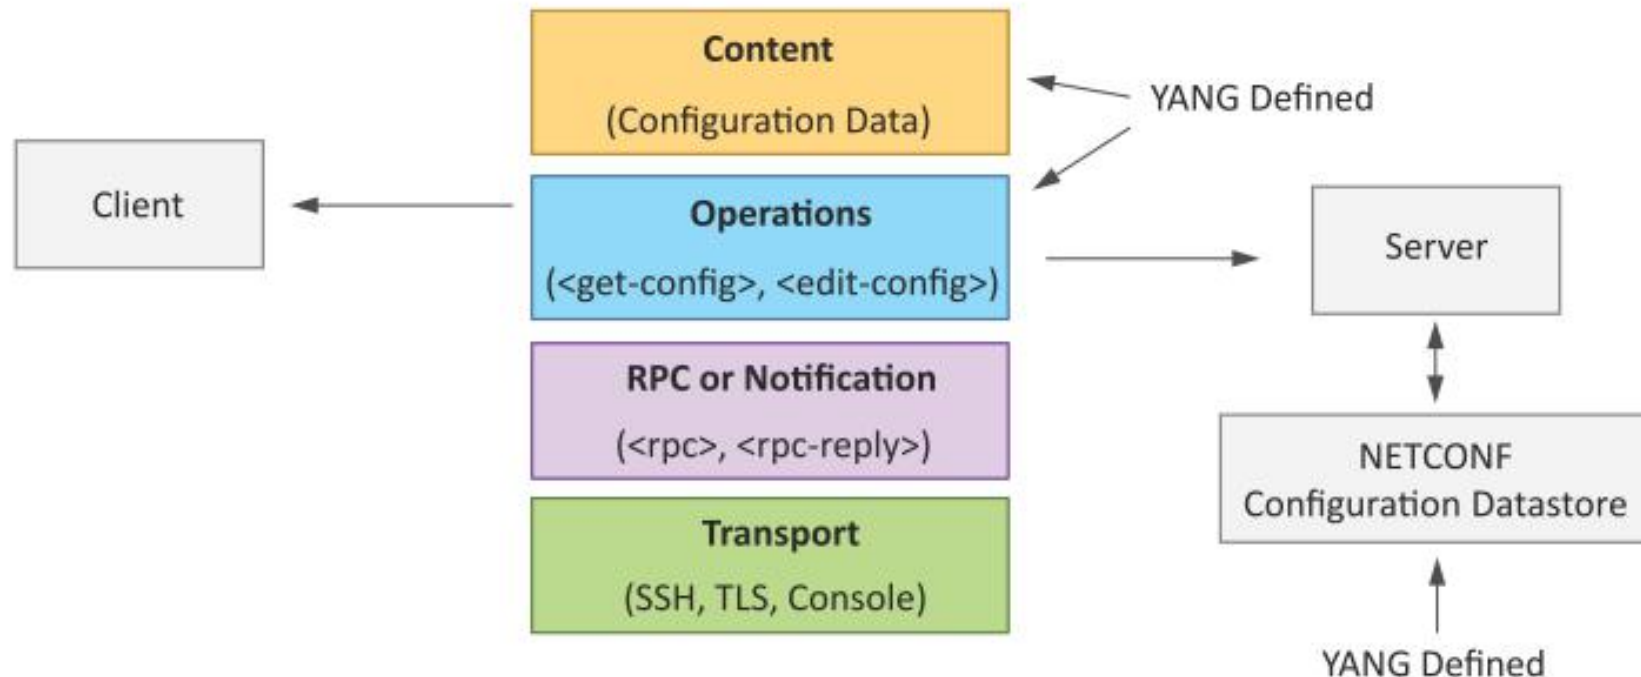 Content
(Configuration Data)
YANG Defined
Client
Operations
(<get-config>, <edit-config>)
Server
RPC or Notification
(<rpc>, <rpc-reply>)
NETCONF
Configuration Datastore
Transport
(SSH, TLS, Console)
YANG Defined